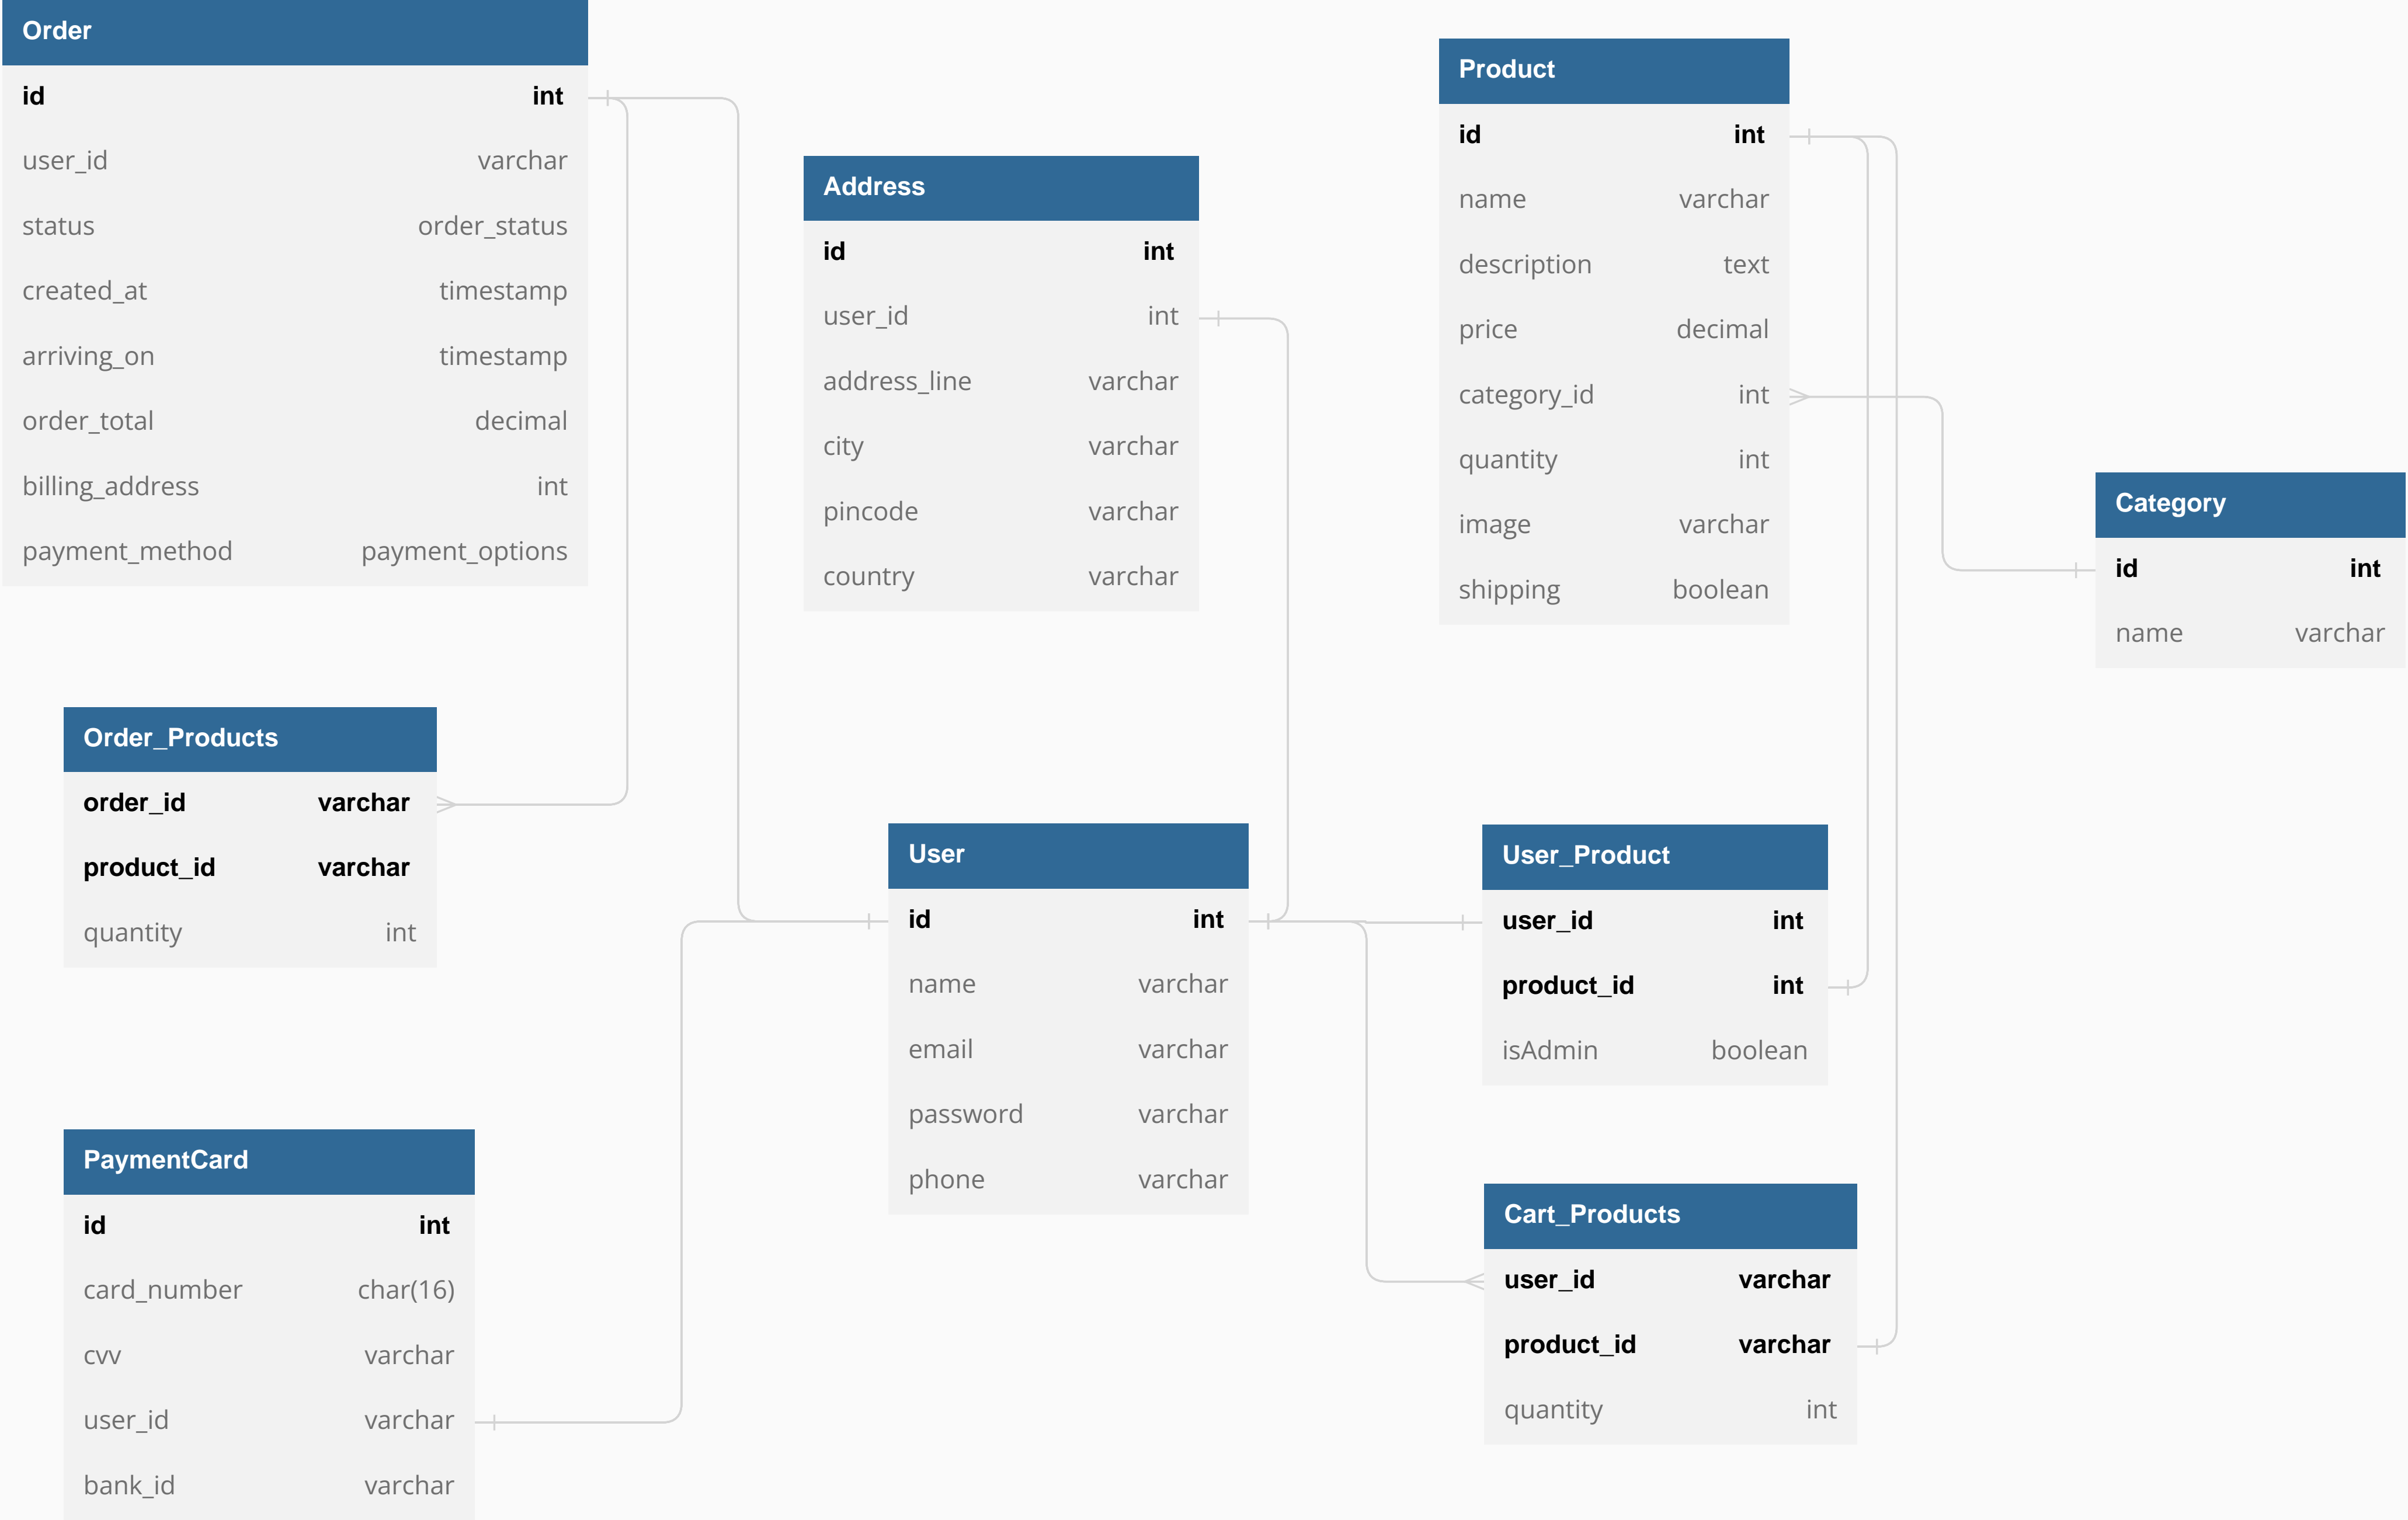 Order
id int
user_id varchar
status order_status
created_at timestamp
arriving_on timestamp
order_total decimal
billing_address int
payment_method payment_options
Address
id int
user_id int
address_line varchar
city varchar
pincode varchar
country varchar
Product
id int
name varchar
description text
price decimal
category_id int
quantity int
image varchar
shipping boolean
Category
id int
name varchar
Order_Products
order_id varchar
product_id varchar
quantity int
User
id int
name varchar
email varchar
password varchar
phone varchar
User_Product
user_id int
product_id int
isAdmin boolean
PaymentCard
id int
card_number char(16)
cvv varchar
user_id varchar
bank_id varchar
Cart_Products
user_id varchar
product_id varchar
quantity int